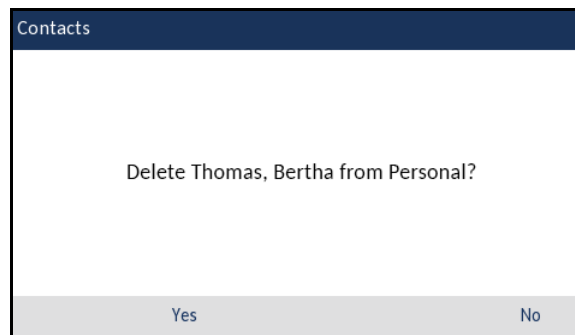 Contacts
Delete Thomas, Bertha from Personal?
Yes No